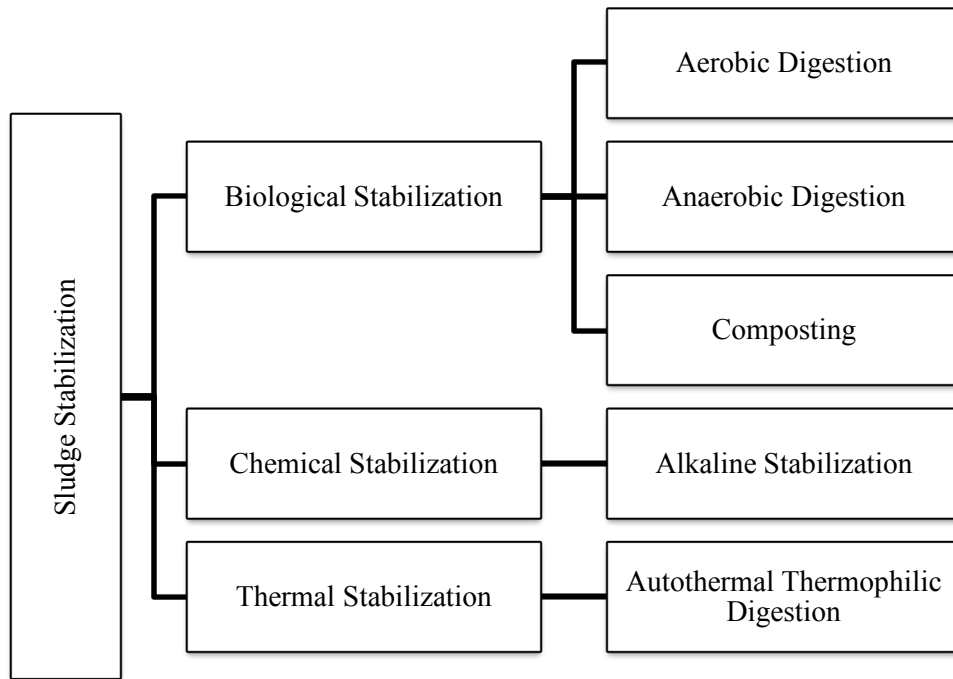 Sludge Stabilization
Biological Stabilization
Aerobic Digestion
Anaerobic Digestion
Composting
Chemical Stabilization
Alkaline Stabilization
Thermal Stabilization
Autothermal Thermophilic
Digestion